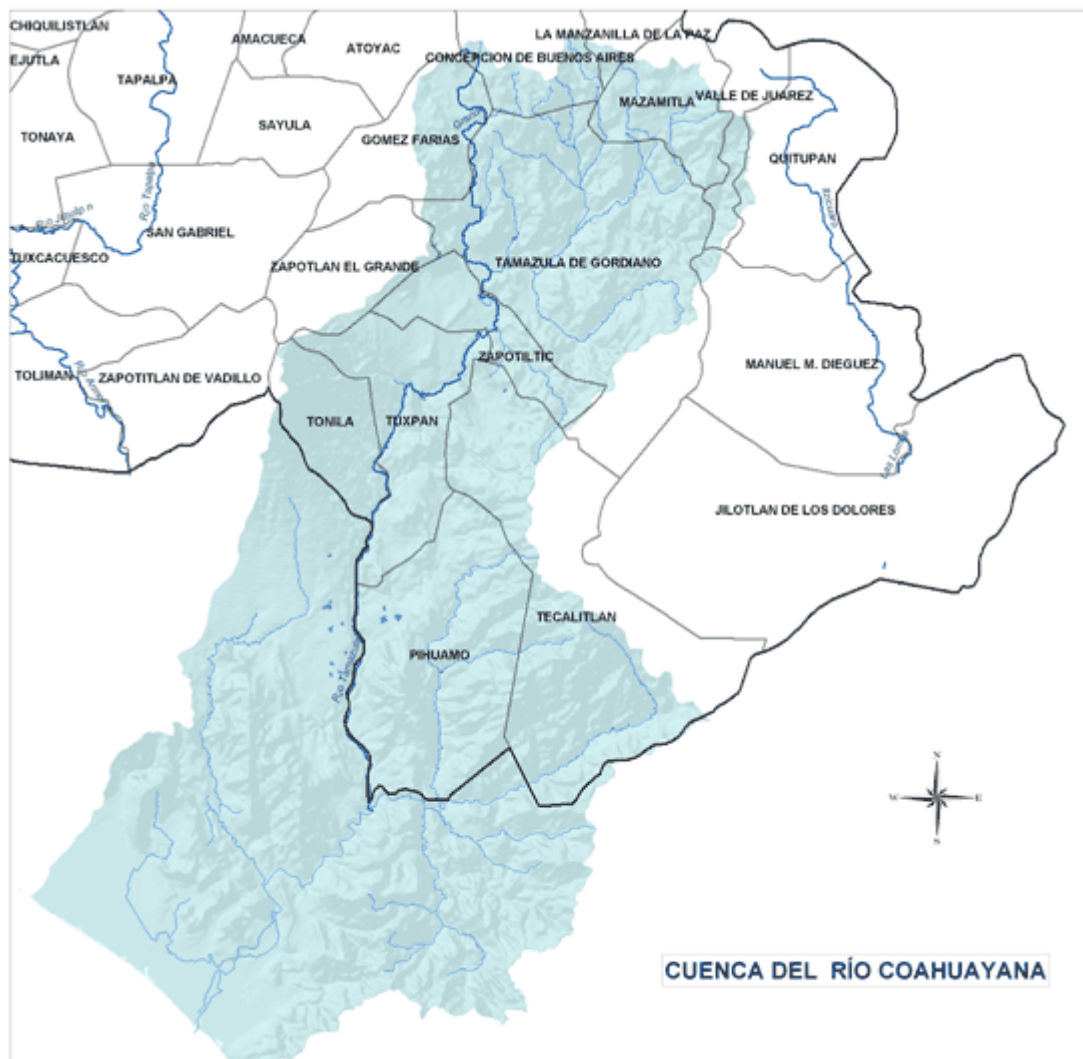 CHIQUILISTLAN
LA MANZANILLA DE LA PAZ
AMACUECA
ATOYAC
EJUTLA
CONCEPCION DE BUENOS AIRES
TAPALPA
VALLE DE JUAREZ
MAZAMITLA
SAYULA
TONAYA
GOMEZ FARIAS
QUITUPAN
Río Tapalpa
SAN GABRIEL
TUXCACUESCO
TAMAZULA DE GORDIANO
ZAPOTLAN EL GRANDE
ZAPOTILTIC
MANUEL M. DIEGUEZ
TOLIMAN
ZAPOTITLAN DE VADILLO
TONILA
TUXPAN
JILOTLAN DE LOS DOLORES
TECALITLAN
PIHUAMO
N
W
E
S
CUENCA DEL RÍO COAHUAYANA